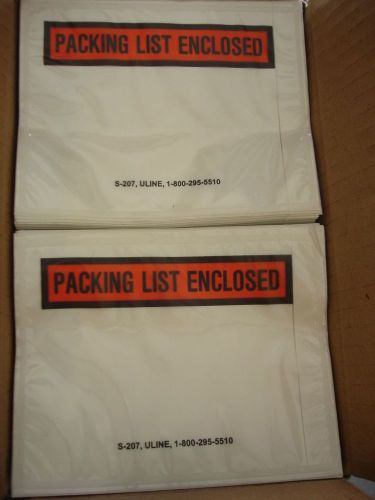 PACKING LIST ENCLOSED
S-207, ULINE, 1-800-295-5510
PACKING LIST ENCLOSED
S-207, ULINE, 1-800-295-5510